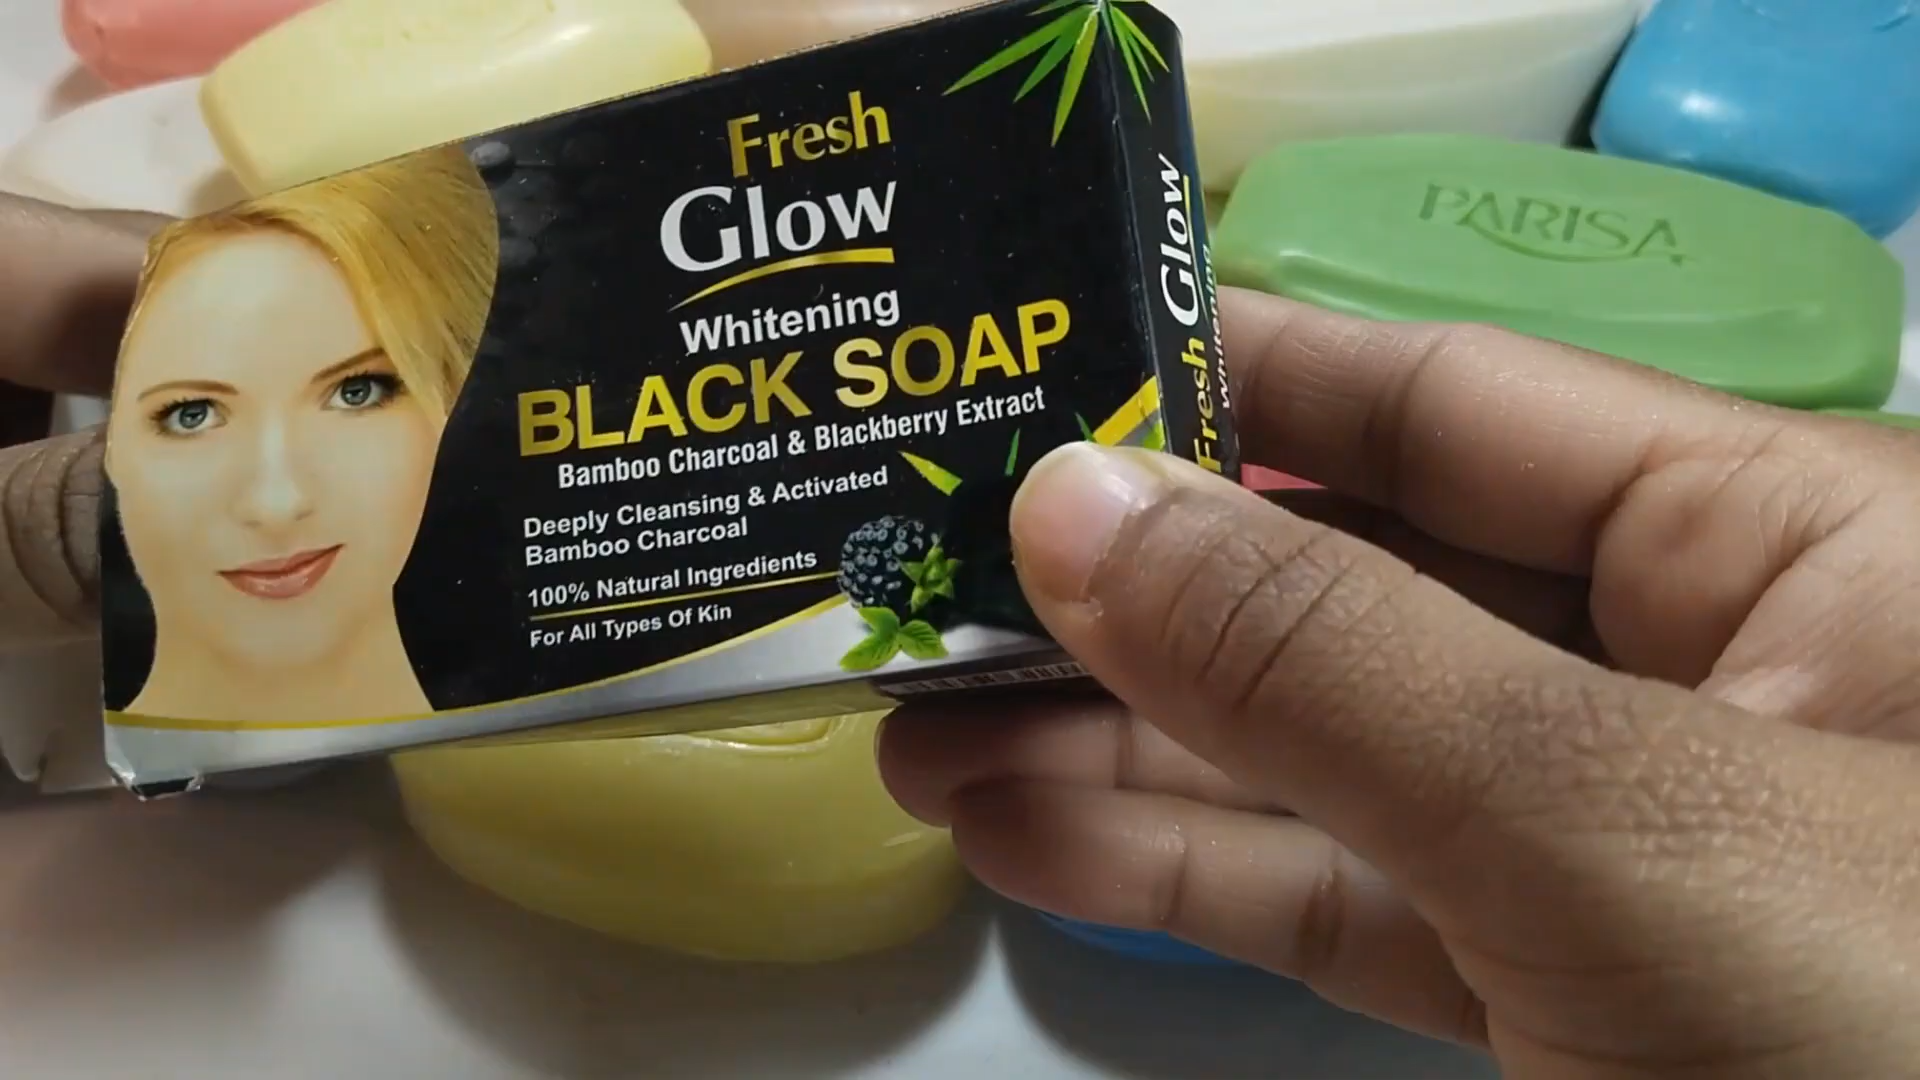 Fresh
Glow
Whitening
BLACK SOAP
Bamboo Charcoal & Blackberry Extract
Deeply Cleansing & Activated
Bamboo Charcoal
100% Natural Ingredients
For All Types Of Kin
Fresh Glow
Whitening
PARISA